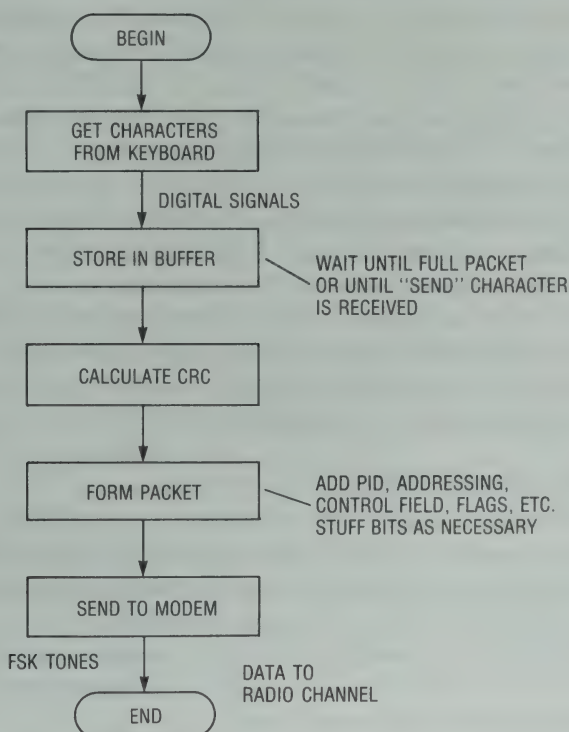 BEGIN
GET CHARACTERS
FROM KEYBOARD
DIGITAL SIGNALS
STORE IN BUFFER
WAIT UNTIL FULL PACKET
OR UNTIL "SEND" CHARACTER
IS RECEIVED
CALCULATE CRC
FORM PACKET
ADD PID, ADDRESSING,
CONTROL FIELD, FLAGS, ETC.
STUFF BITS AS NECESSARY
SEND TO MODEM
FSK TONES
DATA TO
RADIO CHANNEL
END